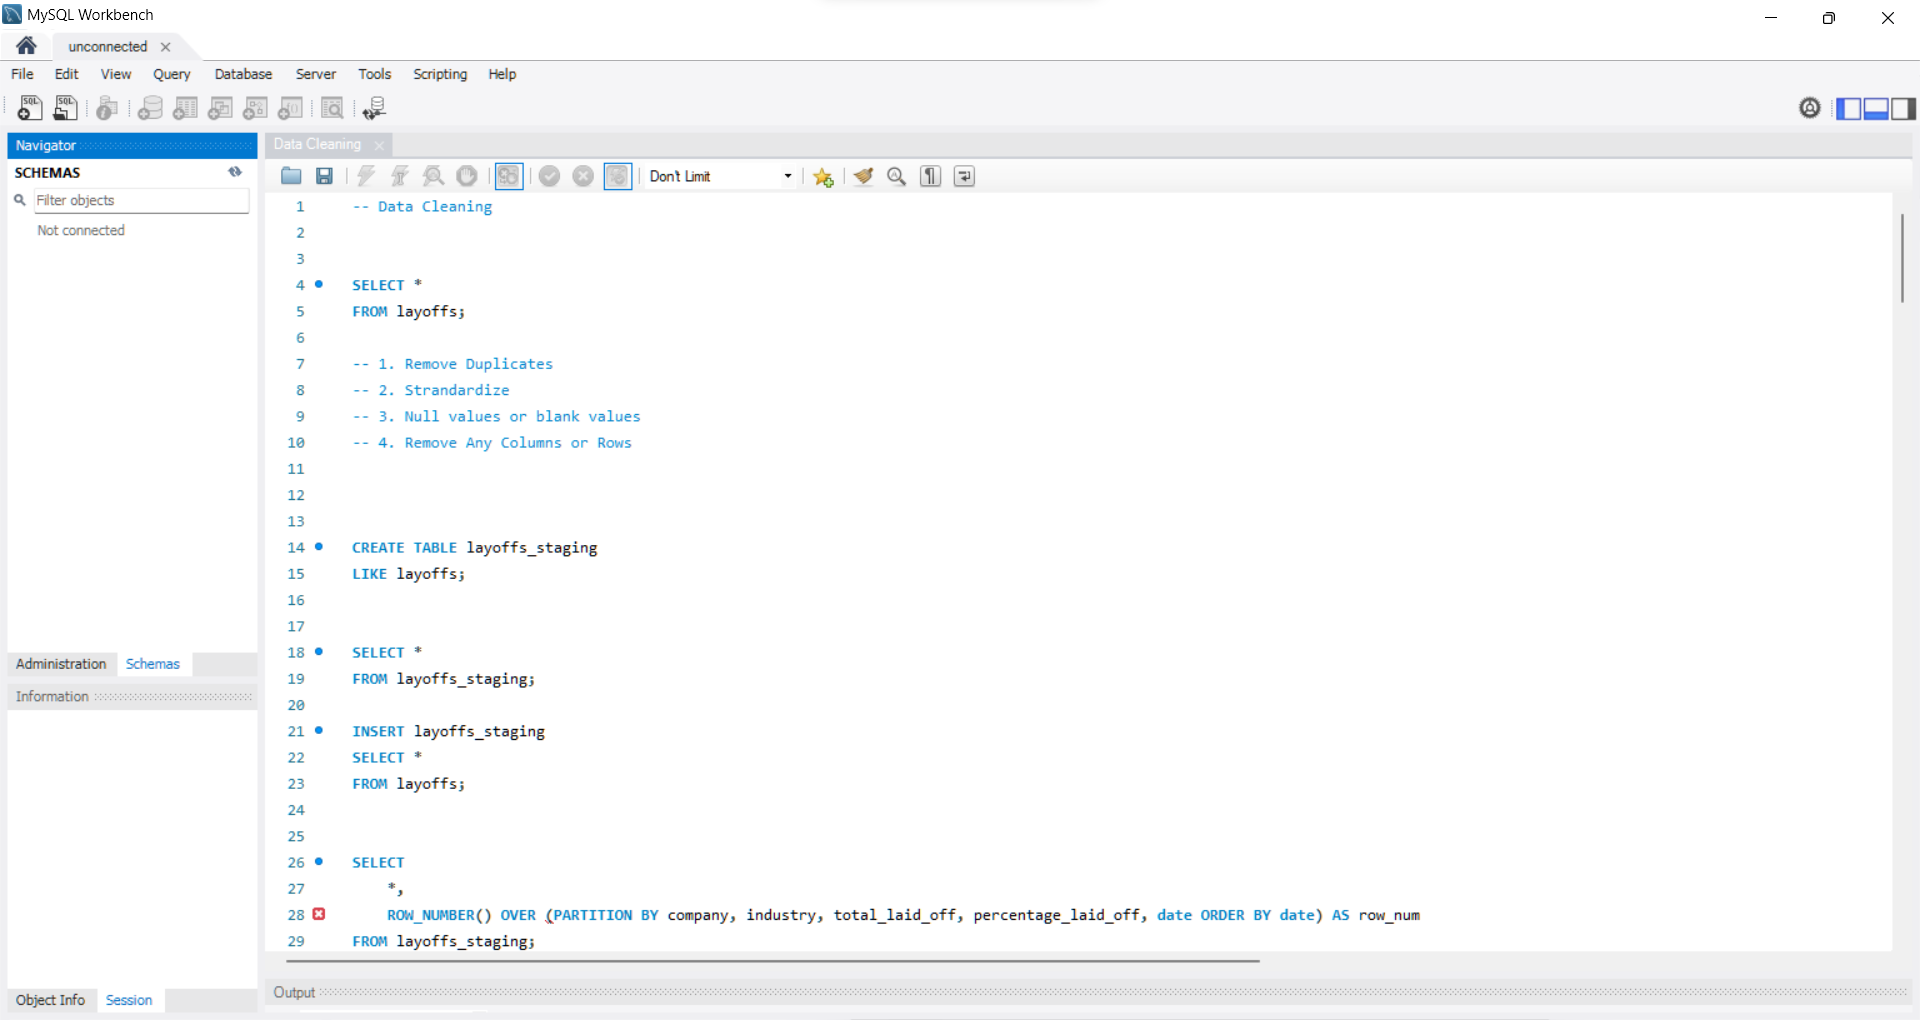 MySQL Workbench
unconnected
File Edit View Query Database Server Tools Scripting Help
SQL SQL
Navigator
SCHEMAS
Filter objects
Not connected
Administration Schemas
Information
Object Info Session
Data Cleaning
Don't Limit
1 -- Data Cleaning
2
3
4 SELECT *
5 FROM layoffs;
6
7 -- 1. Remove Duplicates
8 -- 2. Strandardize
9 -- 3. Null values or blank values
10 -- 4. Remove Any Columns or Rows
11
12
13
14 CREATE TABLE layoffs_staging
15 LIKE layoffs;
16
17
18 SELECT *
19 FROM layoffs_staging;
20
21 INSERT layoffs_staging
22 SELECT *
23 FROM layoffs;
24
25
26 SELECT
27 *,
28 ROW_NUMBER() OVER (PARTITION BY company, industry, total_laid_off, percentage_laid_off, date ORDER BY date) AS row_num
29 FROM layoffs_staging;
Output